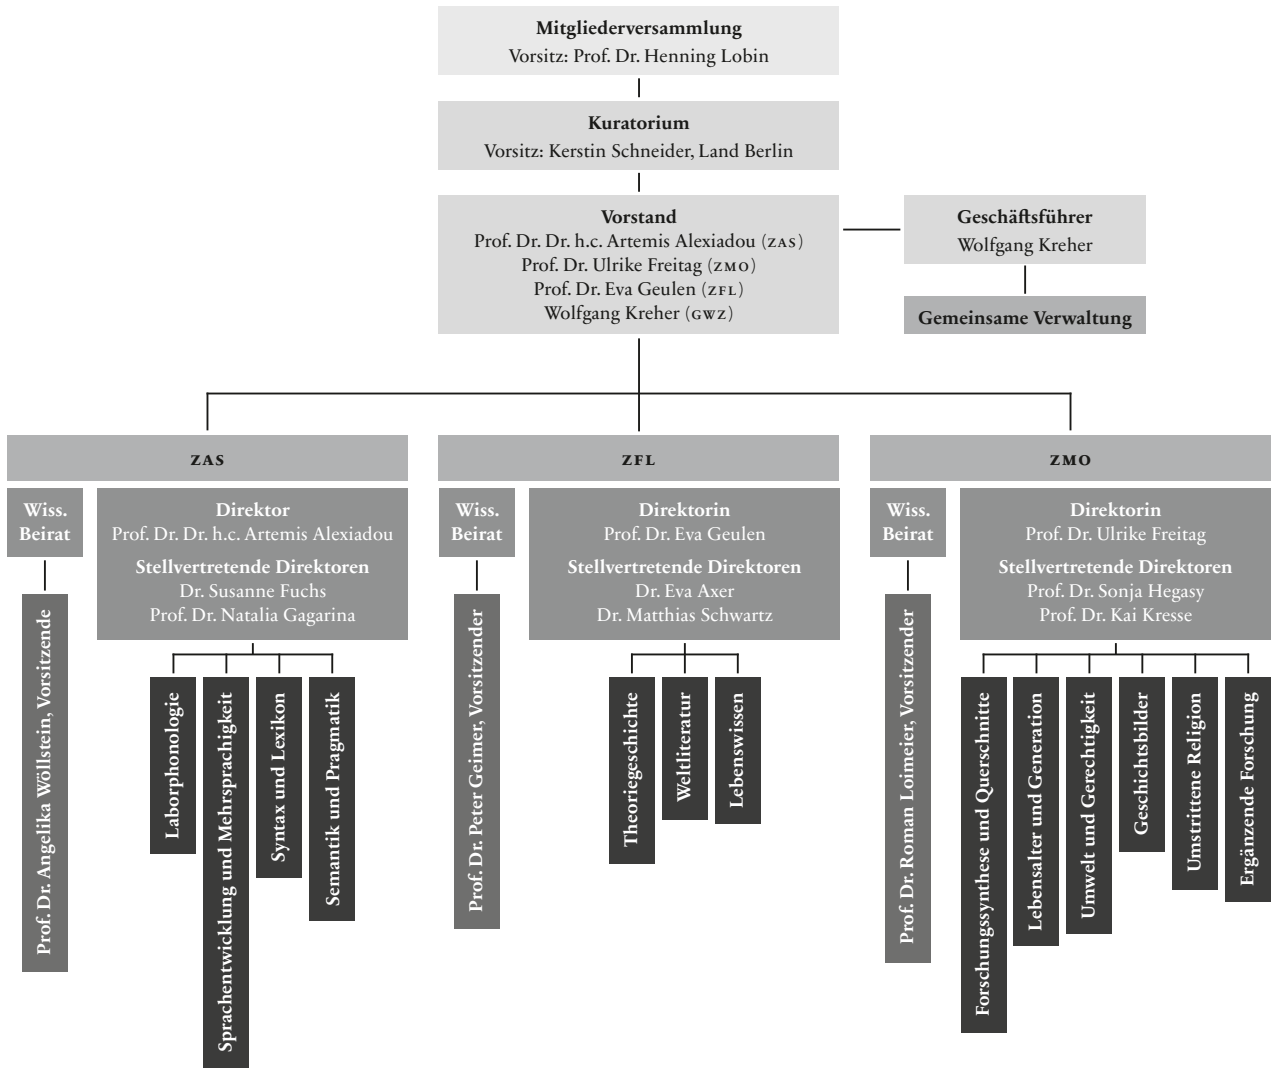 Mitgliederversammlung
Vorsitz: Prof. Dr. Henning Lobin
Kuratorium
Vorsitz: Kerstin Schneider, Land Berlin
Vorstand
Prof. Dr. Dr. h.c. Artemis Alexiadou (ZAS)
Prof. Dr. Ulrike Freitag (ZMO)
Prof. Dr. Eva Geulen (ZFL)
Wolfgang Kreher (GWZ)
Geschäftsführer
Wolfgang Kreher
Gemeinsame Verwaltung
ZAS
Wiss.
Beirat
Prof. Dr. Angelika Wöllstein, Vorsitzende
Direktor
Prof. Dr. Dr. h.c. Artemis Alexiadou
Stellvertretende Direktoren
Dr. Susanne Fuchs
Prof. Dr. Natalia Gagarina
Laborphonologie
Sprachentwicklung und Mehrsprachigkeit
Syntax und Lexikon
Semantik und Pragmatik
ZFL
Wiss.
Beirat
Prof. Dr. Peter Geimer, Vorsitzender
Direktorin
Prof. Dr. Eva Geulen
Stellvertretende Direktoren
Dr. Eva Axer
Dr. Matthias Schwartz
Theoriegeschichte
Weltliteratur
Lebenswissen
ZMO
Wiss.
Beirat
Prof. Dr. Roman Loimeier, Vorsitzender
Direktorin
Prof. Dr. Ulrike Freitag
Stellvertretende Direktoren
Prof. Dr. Sonja Hegasy
Prof. Dr. Kai Kresse
Forschungssynthese und Querschnitte
Lebensalter und Generation
Umwelt und Gerechtigkeit
Geschichtsbilder
Umstrittene Religion
Ergänzende Forschung